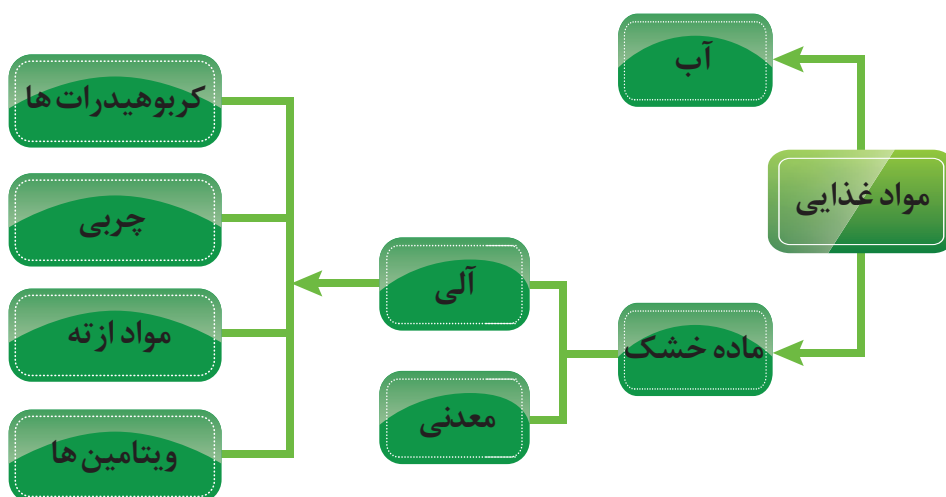 مواد غذایی
آب
ماده خشک
آلی
معدنی
کربوهیدرات ها
چربی
مواد ازته
ویتامین ها